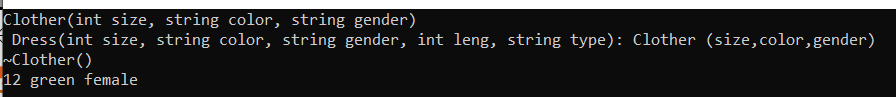 Clother(int size, string color, string gender)
Dress(int size, string color, string gender, int leng, string type): Clother (size,color,gender)
~Clother()
12 green female